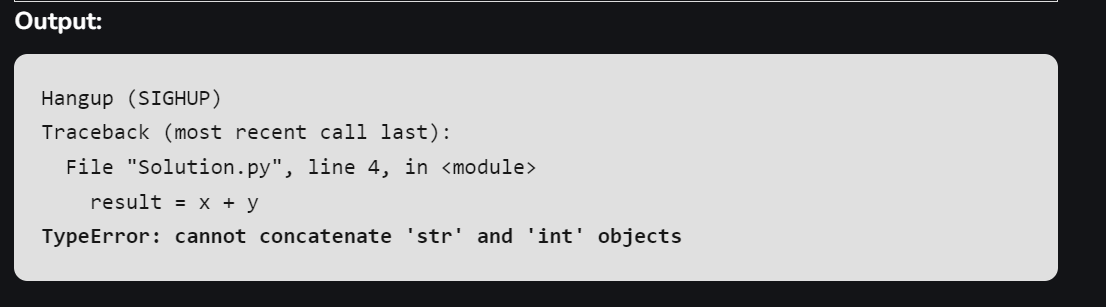 Output:
Hangup (SIGHUP)
Traceback (most recent call last):
  File "Solution.py", line 4, in <module>
    result = x + y
TypeError: cannot concatenate 'str' and 'int' objects